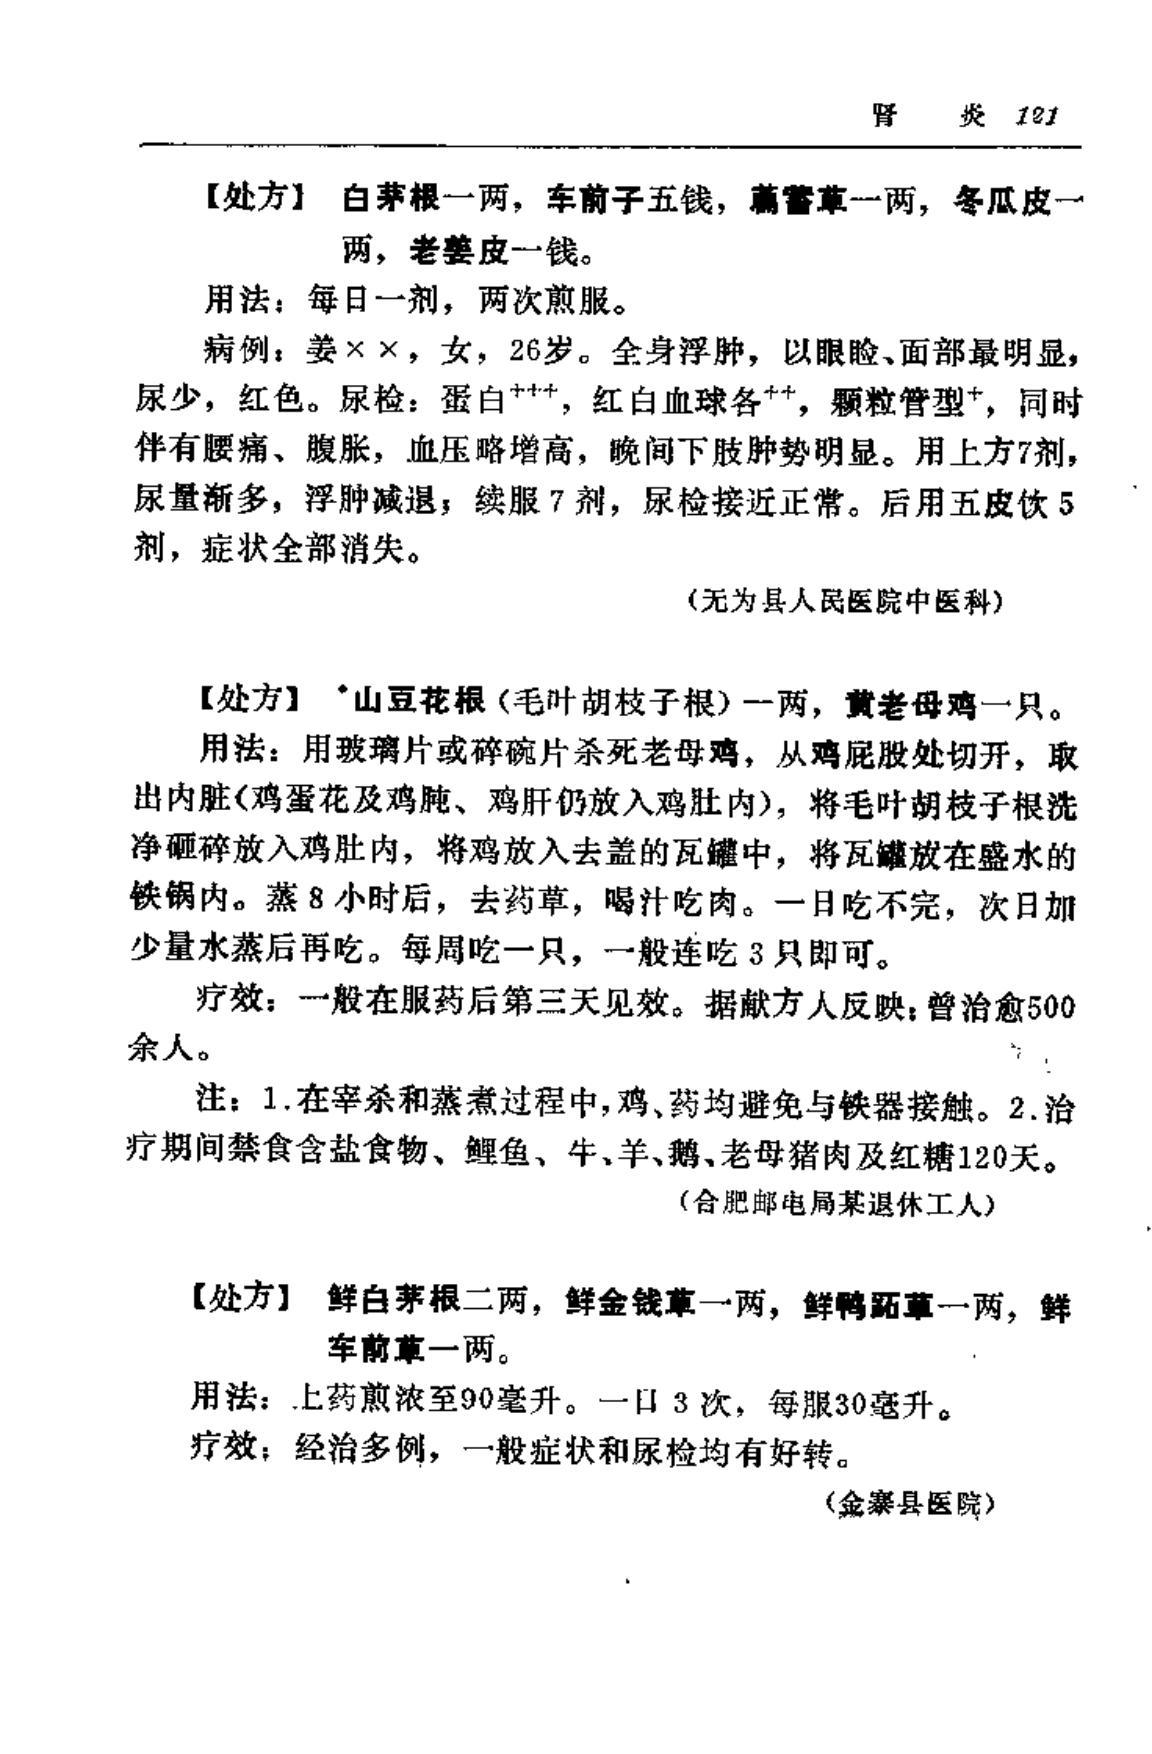 肾　炎 121
【处方】 白茅根一两，车前子五钱，萹蓄草一两，冬瓜皮一
两，老姜皮一钱。
用法：每日一剂，两次煎服。
病例：姜××，女，26岁。全身浮肿，以眼睑、面部最明显，
尿少，红色。尿检：蛋白+++，红白血球各++，颗粒管型+，同时
伴有腰痛、腹胀，血压略增高，晚间下肢肿势明显。用上方7剂，
尿量渐多，浮肿减退；续服7剂，尿检接近正常。后用五皮饮5
剂，症状全部消失。
（无为县人民医院中医科）
【处方】 *山豆花根（毛叶胡枝子根）一两，黄老母鸡一只。
用法：用玻璃片或碎碗片杀死老母鸡，从鸡屁股处切开，取
出内脏（鸡蛋花及鸡肫、鸡肝仍放入鸡肚内），将毛叶胡枝子根洗
净砸碎放入鸡肚内，将鸡放入去盖的瓦罐中，将瓦罐放在盛水的
铁锅内。蒸8小时后，去药草，喝汁吃肉。一日吃不完，次日加
少量水蒸后再吃。每周吃一只，一般连吃3只即可。
疗效：一般在服药后第三天见效。据献方人反映：曾治愈500
余人。
注：1.在宰杀和蒸煮过程中，鸡、药均避免与铁器接触。2.治
疗期间禁食含盐食物、鲤鱼、牛、羊、鹅、老母猪肉及红糖120天。
（合肥邮电局某退休工人）
【处方】 鲜白茅根二两，鲜金钱草一两，鲜鸭跖草一两，鲜
车前草一两。
用法：上药煎浓至90毫升。一日3次，每服30毫升。
疗效：经治多例，一般症状和尿检均有好转。
（金寨县医院）